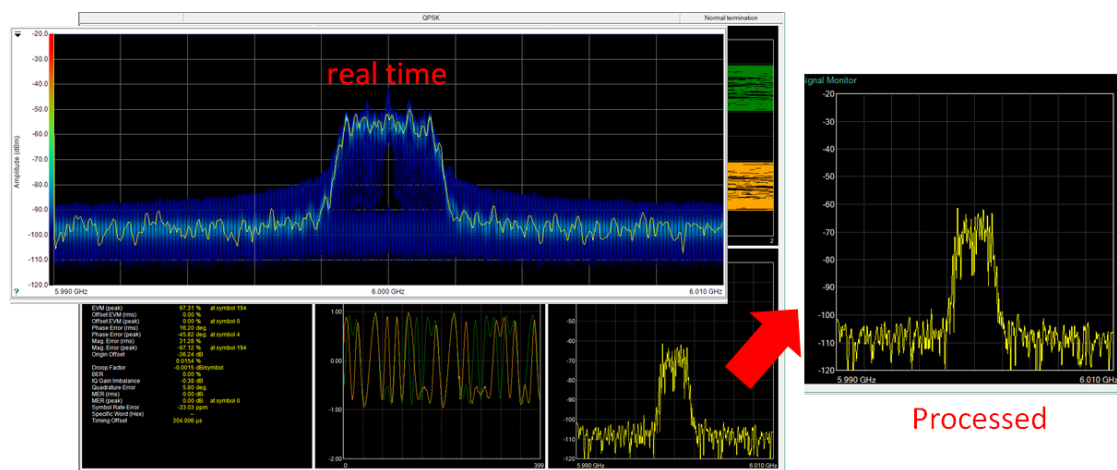 QPSK
Normal termination
-20.0
-30.0
-40.0
-50.0
-60.0
-70.0
-80.0
-90.0
-100.0
-110.0
-120.0
Amplitude (dBm)
real time
?
5.990 GHz
6.000 GHz
6.010 GHz
2
EVM (peak) 97.31 % at symbol 194
Offset EVM (rms) 0.00 %
Offset EVM (peak) 0.00 % at symbol 0
Phase Error (rms) 16.20 deg.
Phase Error (peak) -45.82 deg. at symbol 4
Mag. Error (rms) 31.28 %
Mag. Error (peak) -97.12 % at symbol 194
Origin Offset -36.24 dB
0.0154 %
Droop Factor -0.0015 dB/symbol
BER 0.00 %
IQ Gain Imbalance -0.38 dB
Quadrature Error 5.80 deg.
MER (rms) 0.00 dB
MER (peak) 0.00 dB at symbol 0
Symbol Rate Error -33.03 ppm
Specific Word (Hex) --
Timing Offset 304.006 µs
1.00
0.00
-1.00
-2.00
0
399
-50
-60
-70
-80
-90
-100
-110
-120
5.990 GHz
6.010 GHz
ignal Monitor
-20
-30
-40
-50
-60
-70
-80
-90
-100
-110
-120
5.990 GHz
6.010 GHz
Processed